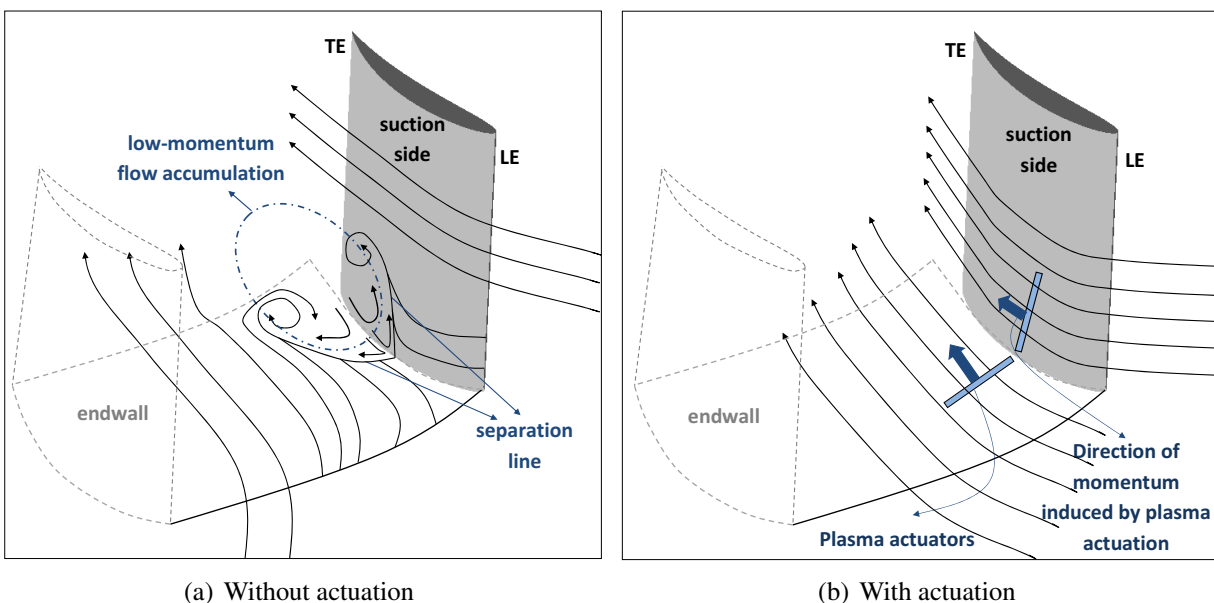 TE
suction
side
LE
low-momentum
flow accumulation
endwall
separation
line
(a) Without actuation
TE
suction
side
LE
endwall
Direction of
momentum
induced by plasma
actuation
Plasma actuators
(b) With actuation